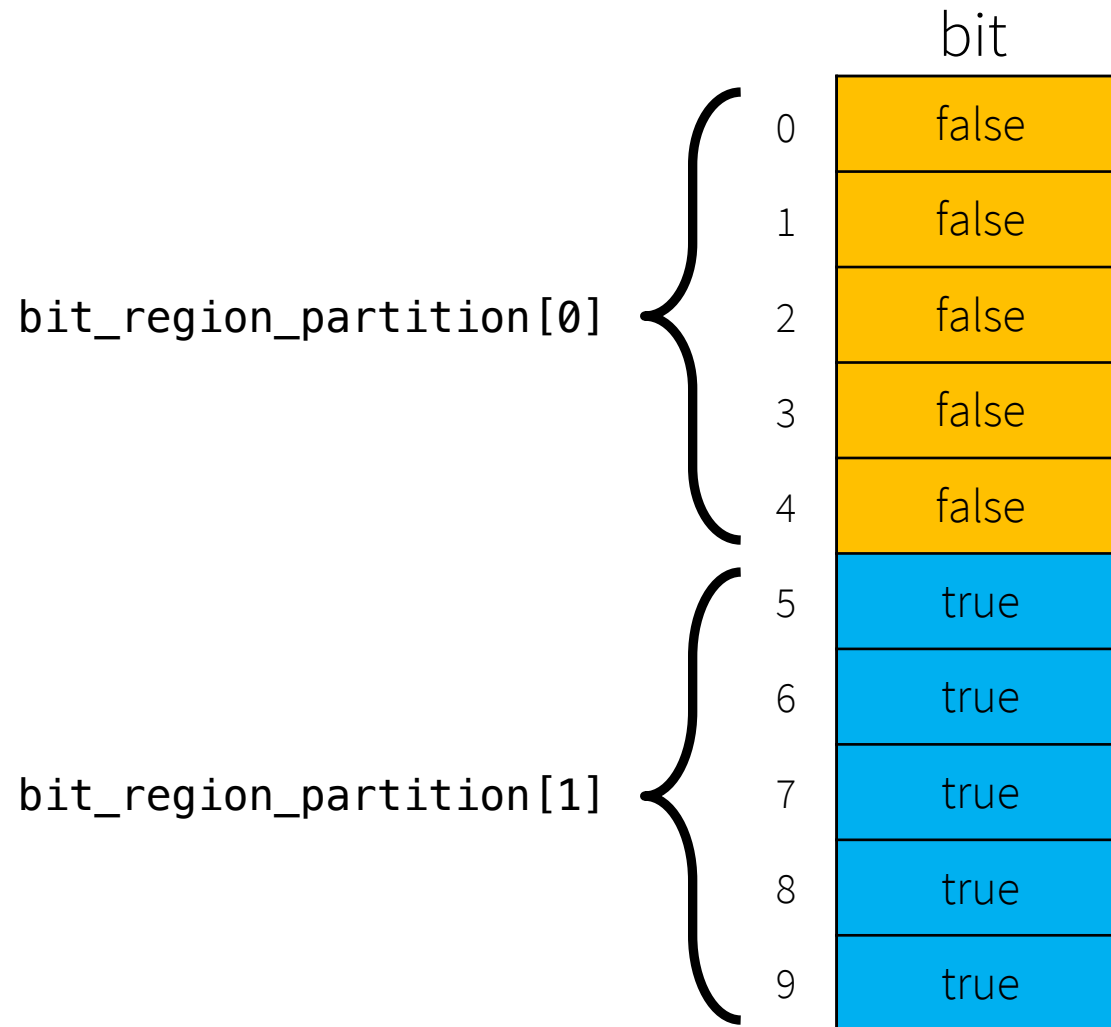 bit
0 false
1 false
bit_region_partition[0] 2 false
3 false
4 false
5 true
6 true
bit_region_partition[1] 7 true
8 true
9 true